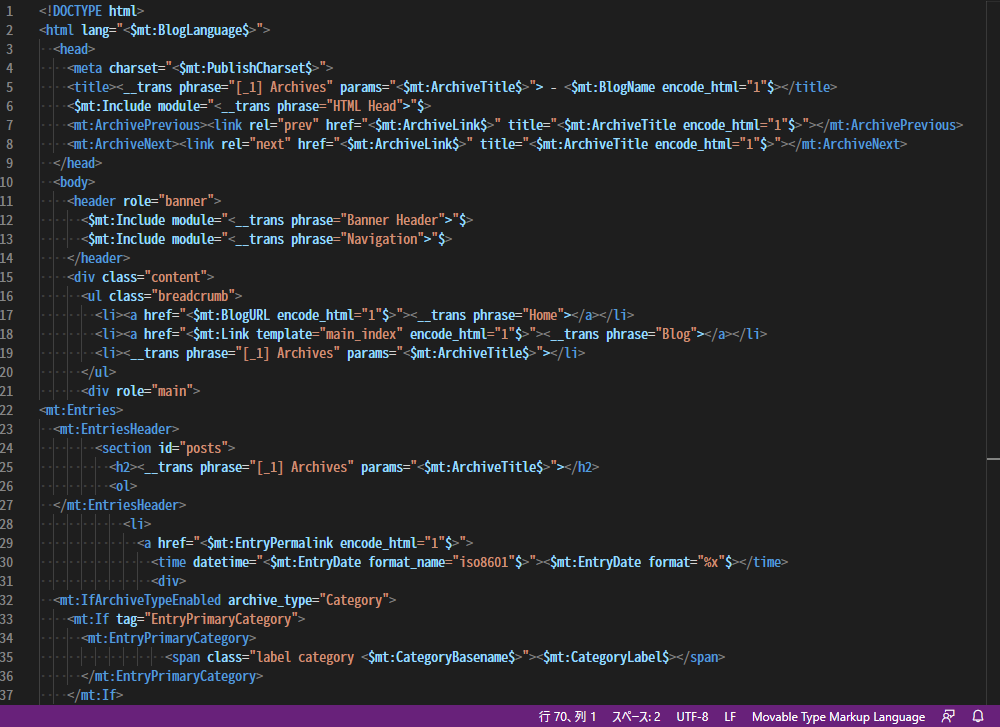 1 <!DOCTYPE html>
2 <html lang="<$mt:BlogLanguage$>">
3 <head>
4 <meta charset="<$mt:PublishCharset$>">
5 <title><__trans phrase="[_1] Archives" params="<$mt:ArchiveTitle$>"> - <$mt:BlogName encode_html="1"$></title>
6 <$mt:Include module="<__trans phrase="HTML Head">"$>
7 <mt:ArchivePrevious><link rel="prev" href="<$mt:ArchiveLink$>" title="<$mt:ArchiveTitle encode_html="1"$>"></mt:ArchivePrevious>
8 <mt:ArchiveNext><link rel="next" href="<$mt:ArchiveLink$>" title="<$mt:ArchiveTitle encode_html="1"$>"></mt:ArchiveNext>
9 </head>
10 <body>
11 <header role="banner">
12 <$mt:Include module="<__trans phrase="Banner Header">"$>
13 <$mt:Include module="<__trans phrase="Navigation">"$>
14 </header>
15 <div class="content">
16 <ul class="breadcrumb">
17 <li><a href="<$mt:BlogURL encode_html="1"$>"><__trans phrase="Home"></a></li>
18 <li><a href="<$mt:Link template="main_index" encode_html="1"$>"><__trans phrase="Blog"></a></li>
19 <li><__trans phrase="[_1] Archives" params="<$mt:ArchiveTitle$>"></li>
20 </ul>
21 <div role="main">
22 <mt:Entries>
23 <mt:EntriesHeader>
24 <section id="posts">
25 <h2><__trans phrase="[_1] Archives" params="<$mt:ArchiveTitle$>"></h2>
26 <ol>
27 </mt:EntriesHeader>
28 <li>
29 <a href="<$mt:EntryPermalink encode_html="1"$>">
30 <time datetime="<$mt:EntryDate format_name="iso8601"$>"><$mt:EntryDate format="%x"$></time>
31 <div>
32 <mt:IfArchiveTypeEnabled archive_type="Category">
33 <mt:If tag="EntryPrimaryCategory">
34 <mt:EntryPrimaryCategory>
35 <span class="label category <$mt:CategoryBasename$>"><$mt:CategoryLabel$></span>
36 </mt:EntryPrimaryCategory>
37 </mt:If>
行 70、列 1 スペース: 2 UTF-8 LF Movable Type Markup Language